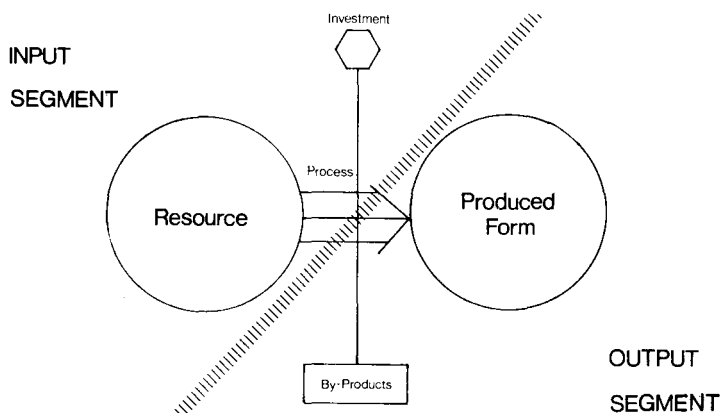 Investment
INPUT
SEGMENT
Process
Resource
Produced
Form
By-Products
OUTPUT
SEGMENT